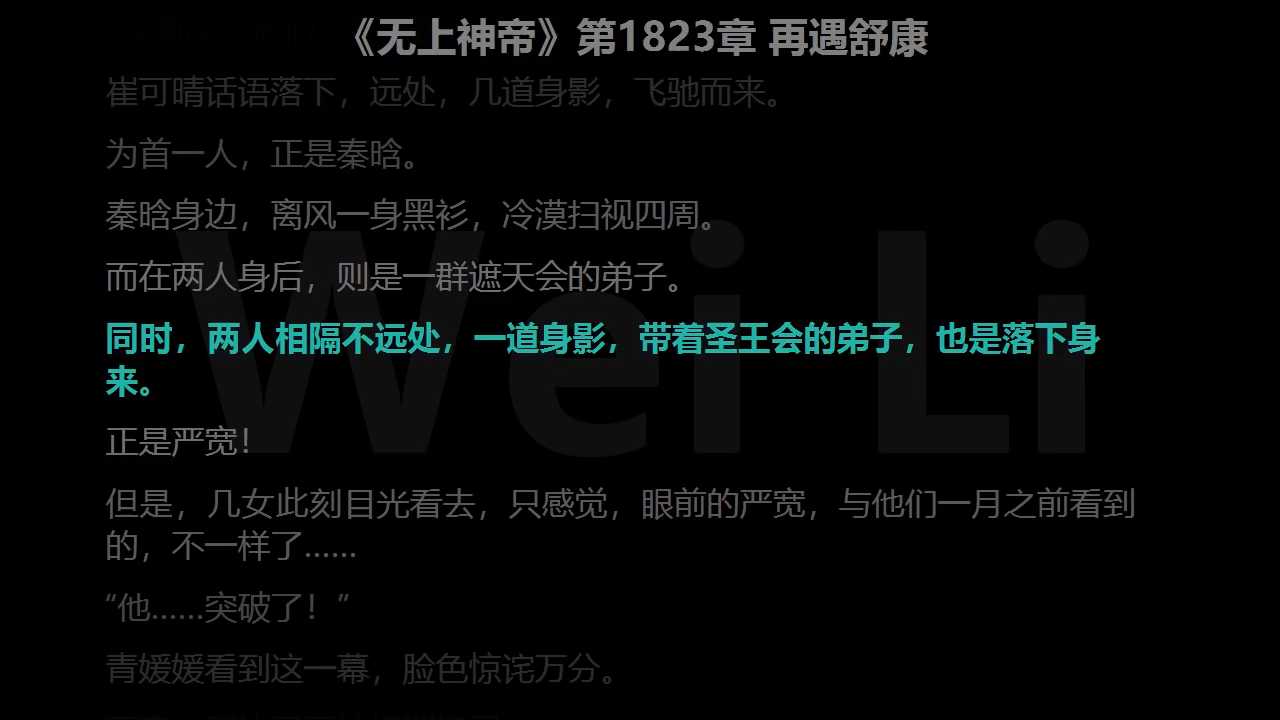 《无上神帝》第1823章 再遇舒康
崔可晴话语落下，远处，几道身影，飞驰而来。
为首一人，正是秦晗。
秦晗身边，离风一身黑衫，冷漠扫视四周。
而在两人身后，则是一群遮天会的弟子。
同时，两人相隔不远处，一道身影，带着圣王会的弟子，也是落下身
来。
正是严宽！
但是，几女此刻目光看去，只感觉，眼前的严宽，与他们一月之前看到
的，不一样了……
“他……突破了！”
青媛媛看到这一幕，脸色惊诧万分。
Wei Li